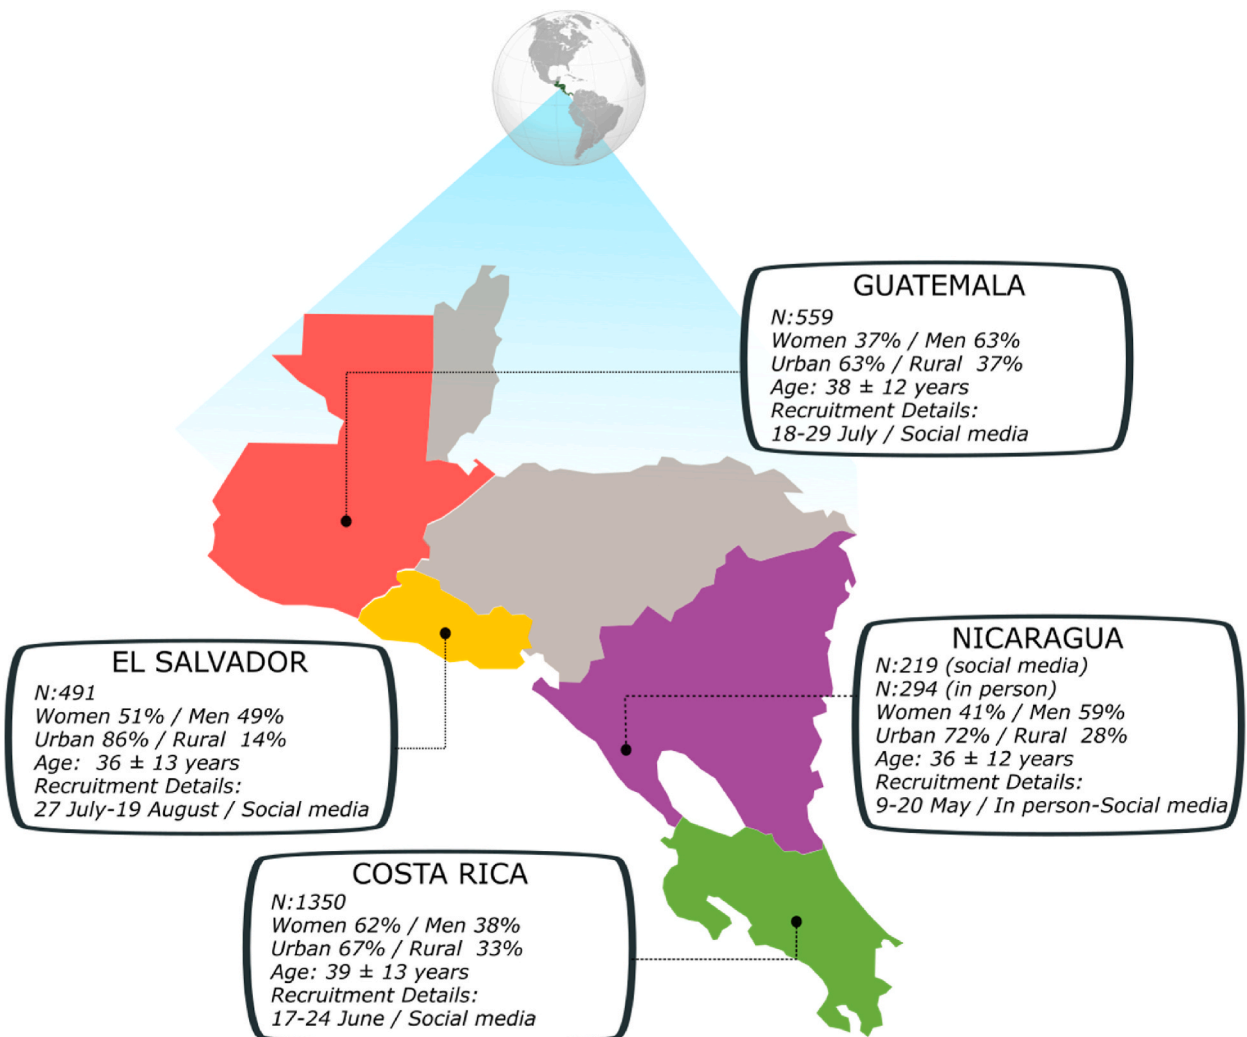 GUATEMALA
N:559
Women 37% / Men 63%
Urban 63% / Rural 37%
Age: 38 ± 12 years
Recruitment Details:
18-29 July / Social media
EL SALVADOR
N:491
Women 51% / Men 49%
Urban 86% / Rural 14%
Age: 36 ± 13 years
Recruitment Details:
27 July-19 August / Social media
NICARAGUA
N:219 (social media)
N:294 (in person)
Women 41% / Men 59%
Urban 72% / Rural 28%
Age: 36 ± 12 years
Recruitment Details:
9-20 May / In person-Social media
COSTA RICA
N:1350
Women 62% / Men 38%
Urban 67% / Rural 33%
Age: 39 ± 13 years
Recruitment Details:
17-24 June / Social media